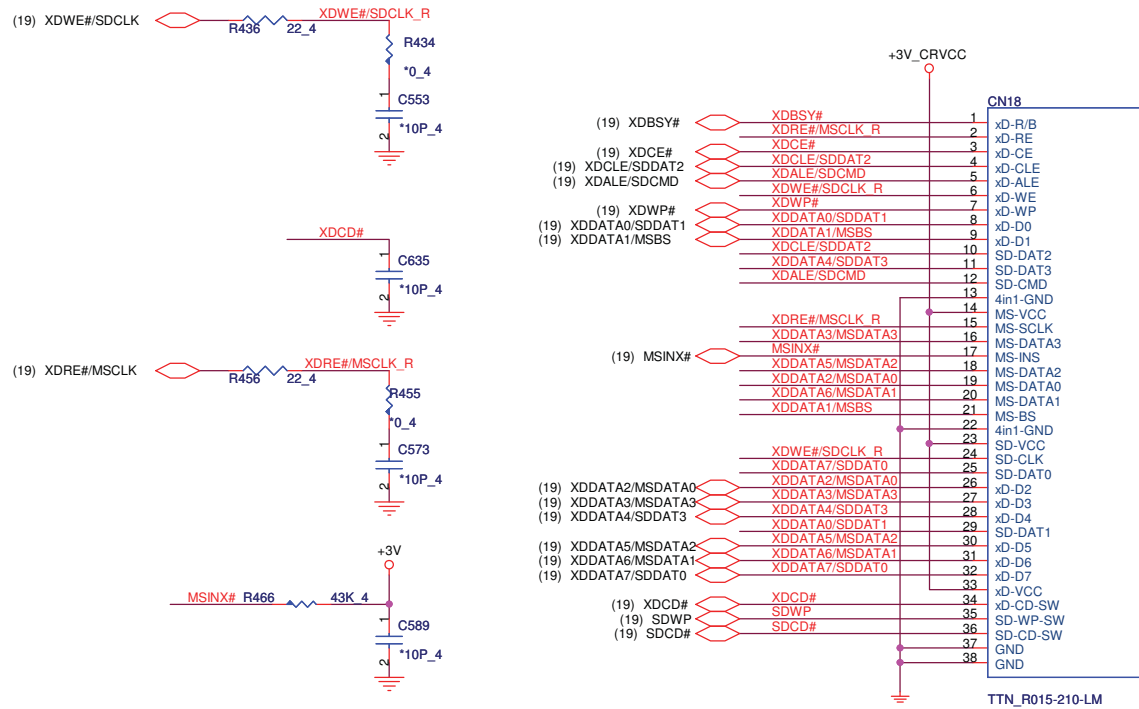 (19) XDWE#/SDCLK
R436
22_4
XDWE#/SDCLK_R
R434
*0_4
1
C553
*10P_4
2
XDCD#
1
C635
*10P_4
2
(19) XDRE#/MSCLK
R456
22_4
XDRE#/MSCLK_R
R455
*0_4
1
C573
*10P_4
2
+3V
MSINX# R466 43K_4
1
C589
*10P_4
2
+3V_CRVCC
CN18
(19) XDBSY# XDBSY# 1 xD-R/B
XDRE#/MSCLK_R 2 xD-RE
(19) XDCE# XDCE# 3 xD-CE
(19) XDCLE/SDDAT2 XDCLE/SDDAT2 4 xD-CLE
(19) XDALE/SDCMD XDALE/SDCMD 5 xD-ALE
XDWE#/SDCLK_R 6 xD-WE
(19) XDWP# XDWP# 7 xD-WP
(19) XDDATA0/SDDAT1 XDDATA0/SDDAT1 8 xD-D0
(19) XDDATA1/MSBS XDDATA1/MSBS 9 xD-D1
XDCLE/SDDAT2 10 SD-DAT2
XDDATA4/SDDAT3 11 SD-DAT3
XDALE/SDCMD 12 SD-CMD
13 4in1-GND
14 MS-VCC
XDRE#/MSCLK_R 15 MS-SCLK
XDDATA3/MSDATA3 16 MS-DATA3
(19) MSINX# MSINX# 17 MS-INS
XDDATA5/MSDATA2 18 MS-DATA2
XDDATA2/MSDATA0 19 MS-DATA0
XDDATA6/MSDATA1 20 MS-DATA1
XDDATA1/MSBS 21 MS-BS
22 4in1-GND
23 SD-VCC
XDWE#/SDCLK_R 24 SD-CLK
XDDATA7/SDDAT0 25 SD-DAT0
(19) XDDATA2/MSDATA0 XDDATA2/MSDATA0 26 xD-D2
(19) XDDATA3/MSDATA3 XDDATA3/MSDATA3 27 xD-D3
(19) XDDATA4/SDDAT3 XDDATA4/SDDAT3 28 xD-D4
XDDATA0/SDDAT1 29 SD-DAT1
(19) XDDATA5/MSDATA2 XDDATA5/MSDATA2 30 xD-D5
(19) XDDATA6/MSDATA1 XDDATA6/MSDATA1 31 xD-D6
(19) XDDATA7/SDDAT0 XDDATA7/SDDAT0 32 xD-D7
33 xD-VCC
(19) XDCD# XDCD# 34 xD-CD-SW
(19) SDWP SDWP 35 SD-WP-SW
(19) SDCD# SDCD# 36 SD-CD-SW
37 GND
38 GND
TTN_R015-210-LM